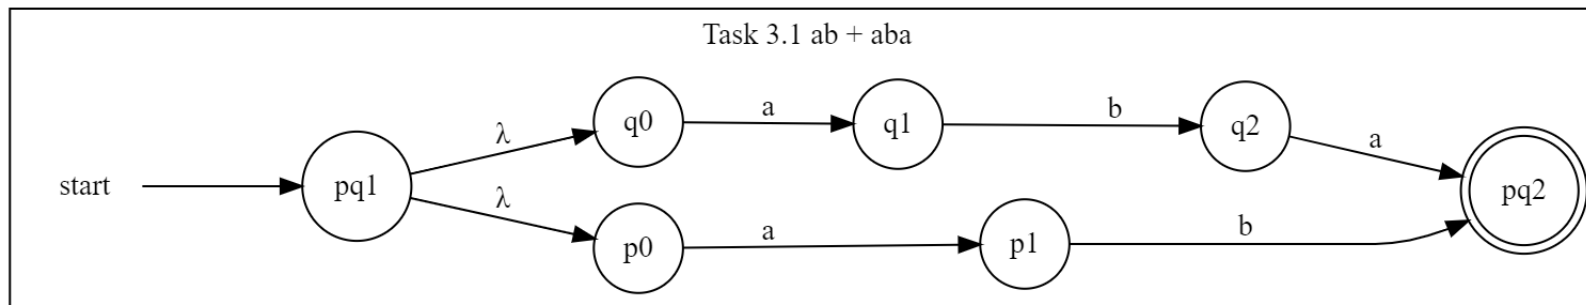 Task 3.1 ab + aba
λ
q0
a
q1
b
q2
a
start
pq1
pq2
λ
p0
a
p1
b